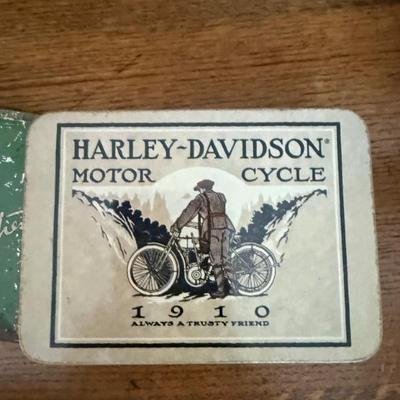 HARLEY-DAVIDSON®
MOTOR CYCLE
1910
ALWAYS A TRUSTY FRIEND